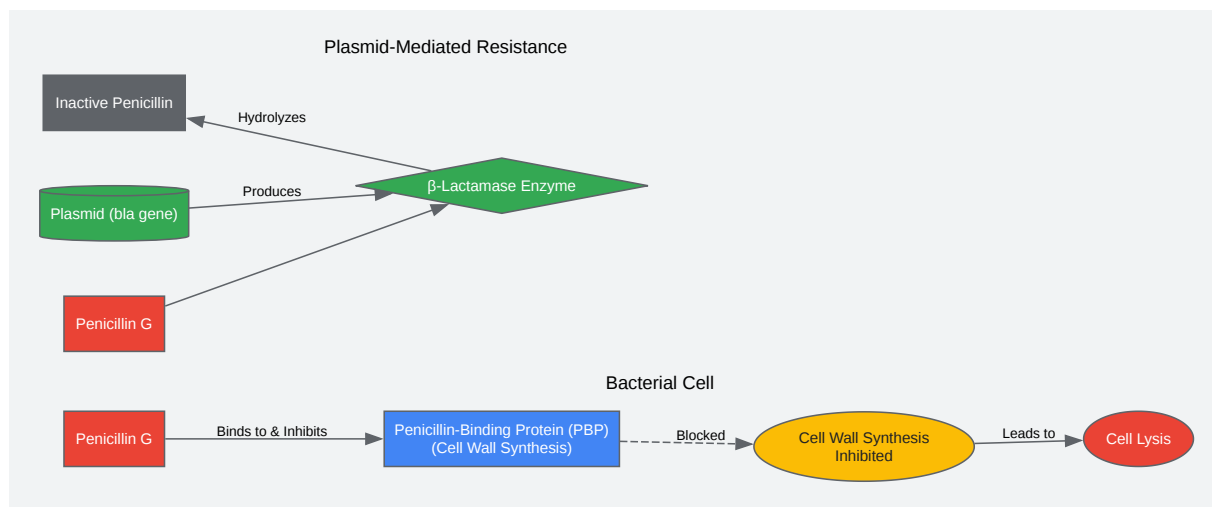 Plasmid-Mediated Resistance
Inactive Penicillin
Hydrolyzes
β-Lactamase Enzyme
Produces
Plasmid (bla gene)
Penicillin G
Bacterial Cell
Penicillin G
Binds to & Inhibits
Penicillin-Binding Protein (PBP)
(Cell Wall Synthesis)
Blocked
Cell Wall Synthesis
Inhibited
Leads to
Cell Lysis